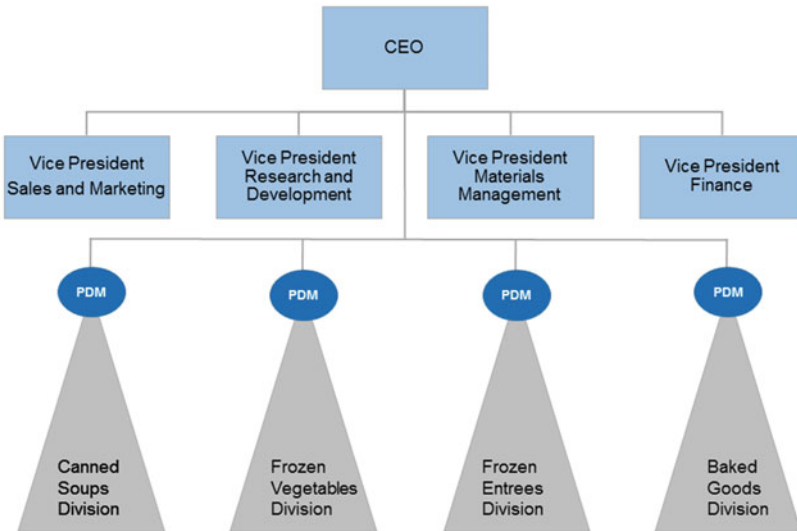 CEO
Vice President
Sales and Marketing
Vice President
Research and
Development
Vice President
Materials
Management
Vice President
Finance
PDM
PDM
PDM
PDM
Canned
Soups
Division
Frozen
Vegetables
Division
Frozen
Entrees
Division
Baked
Goods
Division